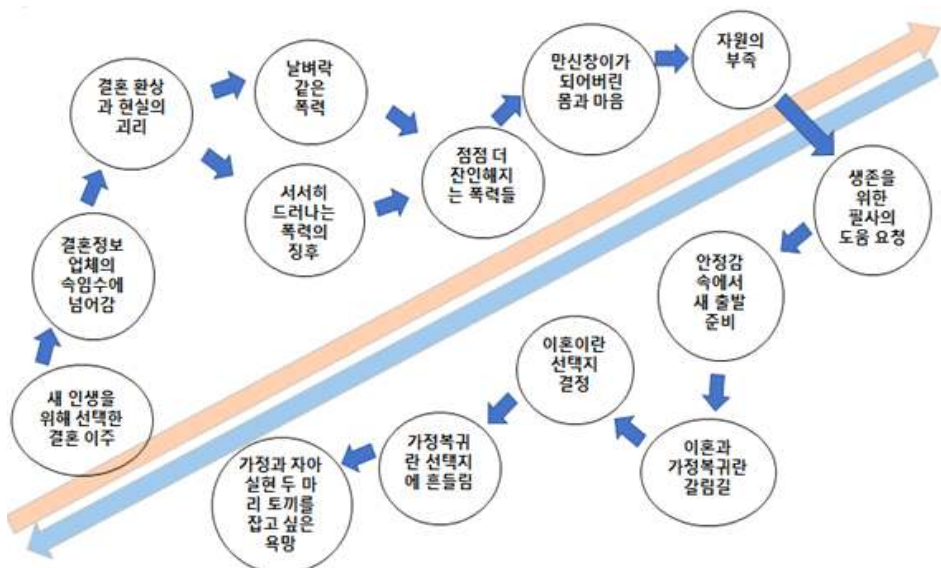 새 인생을
위해 선택한
결혼 이주
결혼정보
업체의
속임수에
넘어감
결혼 환상
과 현실의
괴리
날벼락
같은
폭력
서서히
드러나는
폭력의
징후
점점 더
잔인해지
는 폭력들
만신창이가
되어버린
몸과 마음
자원의
부족
생존을
위한
필사의
도움 요청
안정감
속에서
새 출발
준비
이혼과
가정복귀란
갈림길
이혼이란
선택지
결정
가정복귀
란 선택지
에 흔들림
가정과 자아
실현 두 마
리 토끼를
잡고 싶은
욕망